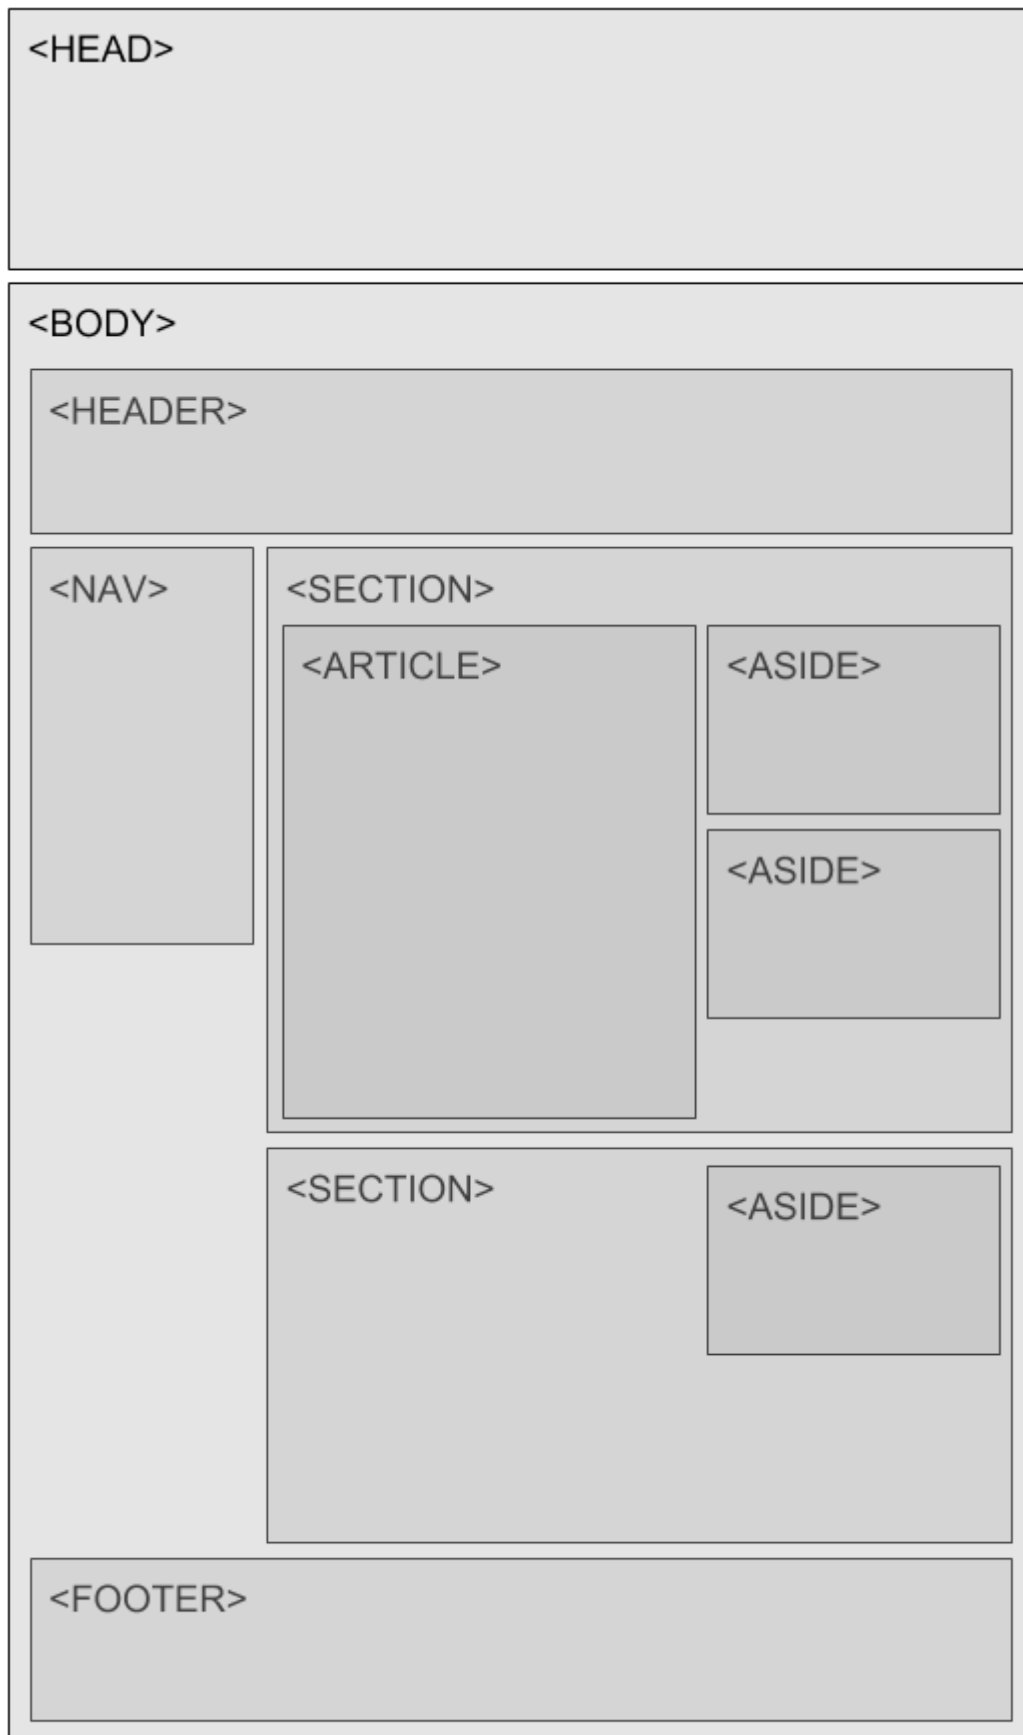 <HEAD>
<BODY>
<HEADER>
<NAV>
<SECTION>
<ARTICLE>
<ASIDE>
<ASIDE>
<SECTION>
<ASIDE>
<FOOTER>